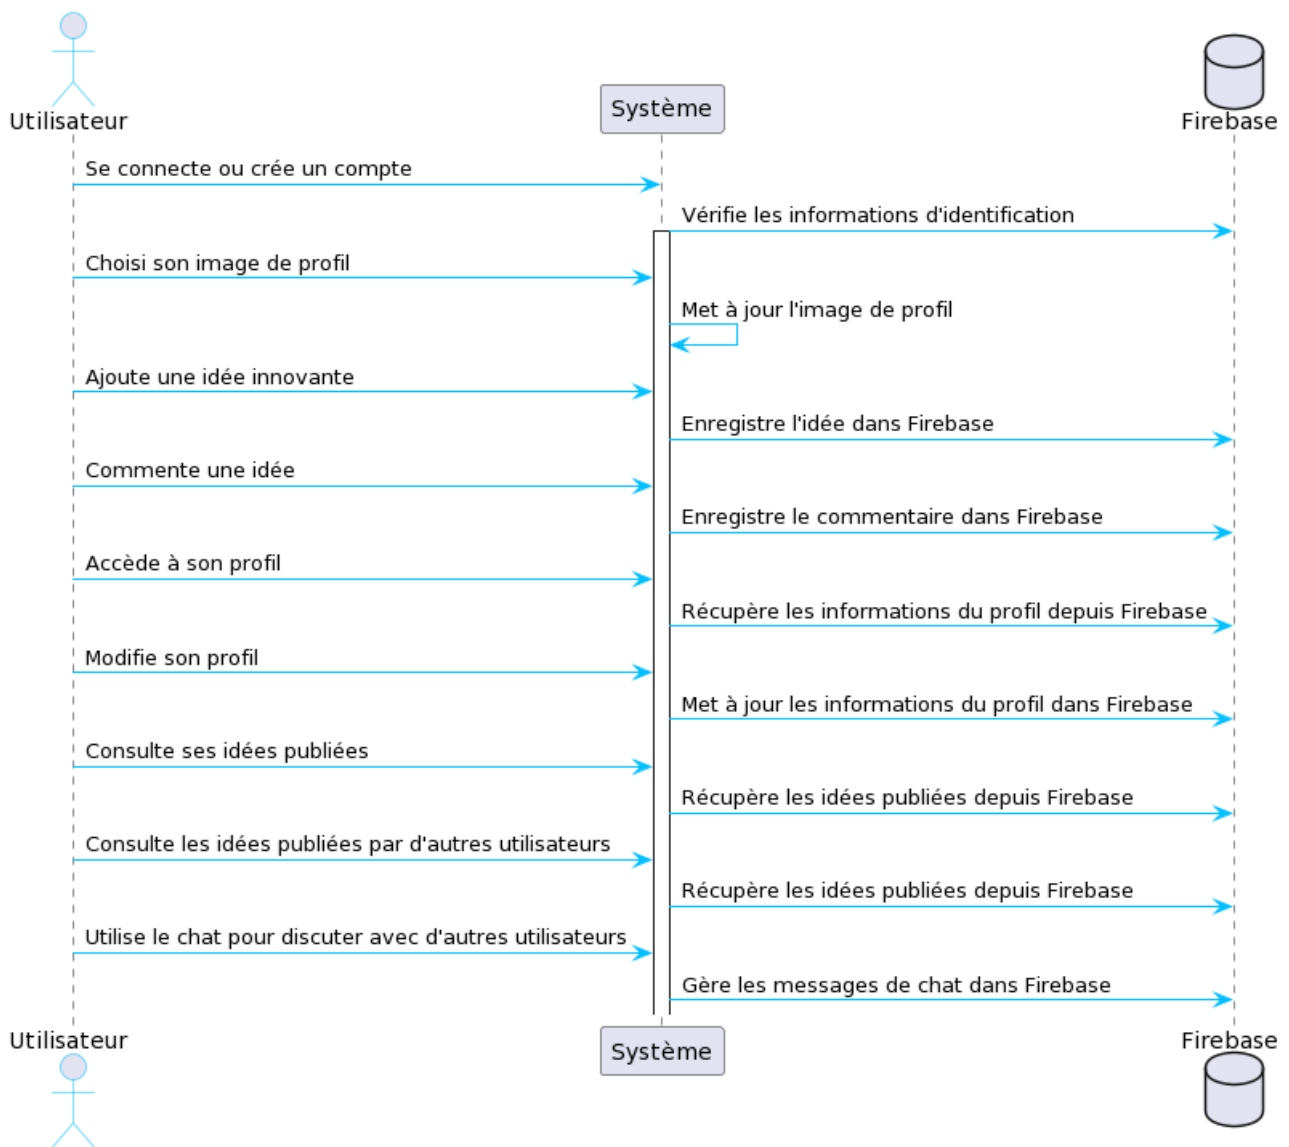 Utilisateur
Système
Firebase
Se connecte ou crée un compte
Vérifie les informations d'identification
Choisi son image de profil
Met à jour l'image de profil
Ajoute une idée innovante
Enregistre l'idée dans Firebase
Commente une idée
Enregistre le commentaire dans Firebase
Accède à son profil
Récupère les informations du profil depuis Firebase
Modifie son profil
Met à jour les informations du profil dans Firebase
Consulte ses idées publiées
Récupère les idées publiées depuis Firebase
Consulte les idées publiées par d'autres utilisateurs
Récupère les idées publiées depuis Firebase
Utilise le chat pour discuter avec d'autres utilisateurs
Gère les messages de chat dans Firebase
Utilisateur
Système
Firebase